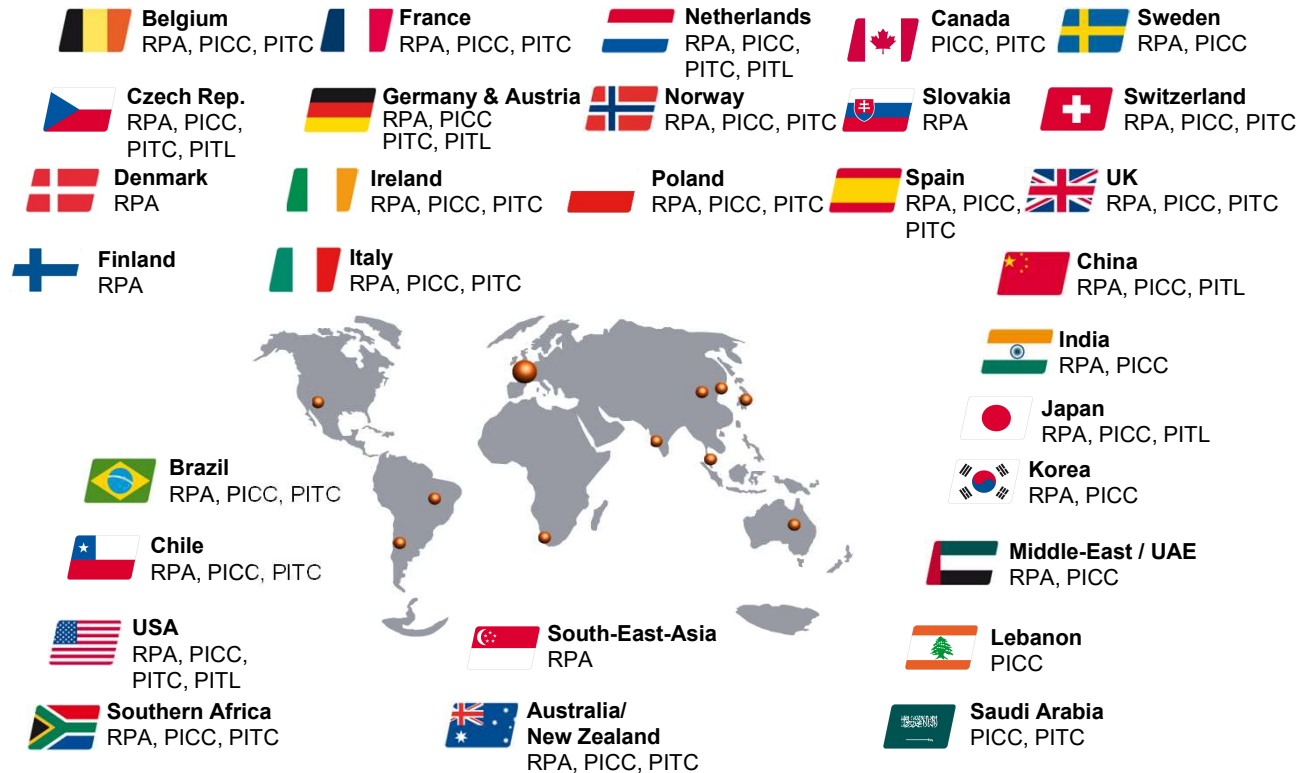 Belgium
RPA, PICC, PITC
France
RPA, PICC, PITC
Netherlands
RPA, PICC,
PITC, PITL
Canada
PICC, PITC
Sweden
RPA, PICC
Czech Rep.
RPA, PICC,
PITC, PITL
Germany & Austria
RPA, PICC
PITC, PITL
Norway
RPA, PICC, PITC
Slovakia
RPA
Switzerland
RPA, PICC, PITC
Denmark
RPA
Ireland
RPA, PICC, PITC
Poland
RPA, PICC, PITC
Spain
RPA, PICC,
PITC
UK
RPA, PICC, PITC
Finland
RPA
Italy
RPA, PICC, PITC
China
RPA, PICC, PITL
India
RPA, PICC
Japan
RPA, PICC, PITL
Brazil
RPA, PICC, PITC
Korea
RPA, PICC
Chile
RPA, PICC, PITC
Middle-East / UAE
RPA, PICC
USA
RPA, PICC,
PITC, PITL
South-East-Asia
RPA
Lebanon
PICC
Southern Africa
RPA, PICC, PITC
Australia/
New Zealand
RPA, PICC, PITC
Saudi Arabia
PICC, PITC